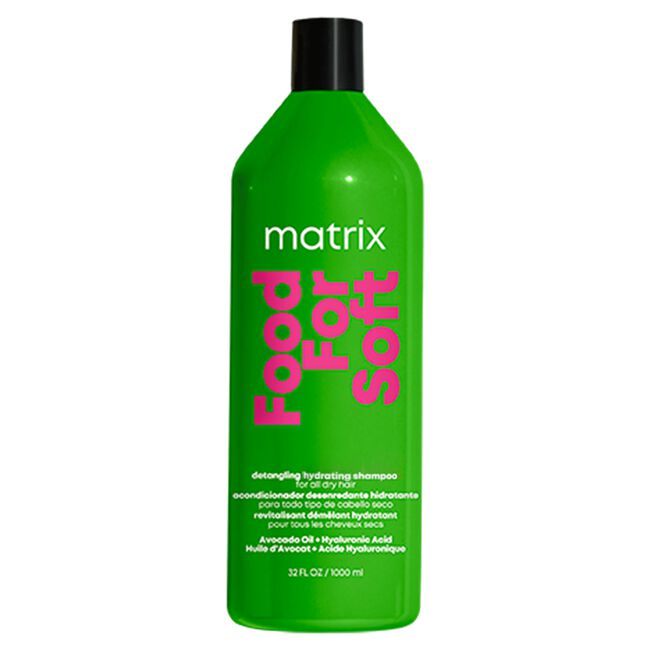 matrix
Food
For
Soft
detangling hydrating shampoo
for all dry hair
acondicionador desenredante hidratante
para todo tipo de cabello seco
revitalisant démêlant hydratant
pour tous les cheveux secs
Avocado Oil + Hyaluronic Acid
Huile d'Avocat + Acide Hyaluronique
32 FL OZ / 1000 ml